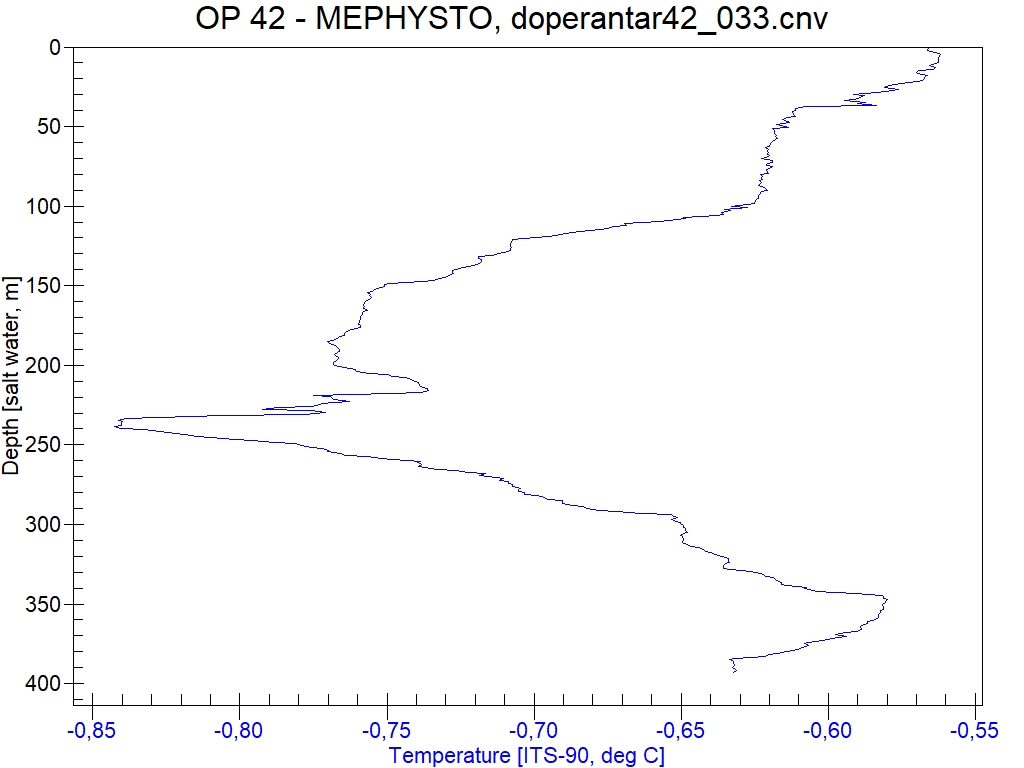 OP 42 - MEPHYSTO, doperantar42_033.cnv
0
50
100
150
200
250
300
350
400
Depth [salt water, m]
-0,85 -0,80 -0,75 -0,70 -0,65 -0,60 -0,55
Temperature [ITS-90, deg C]